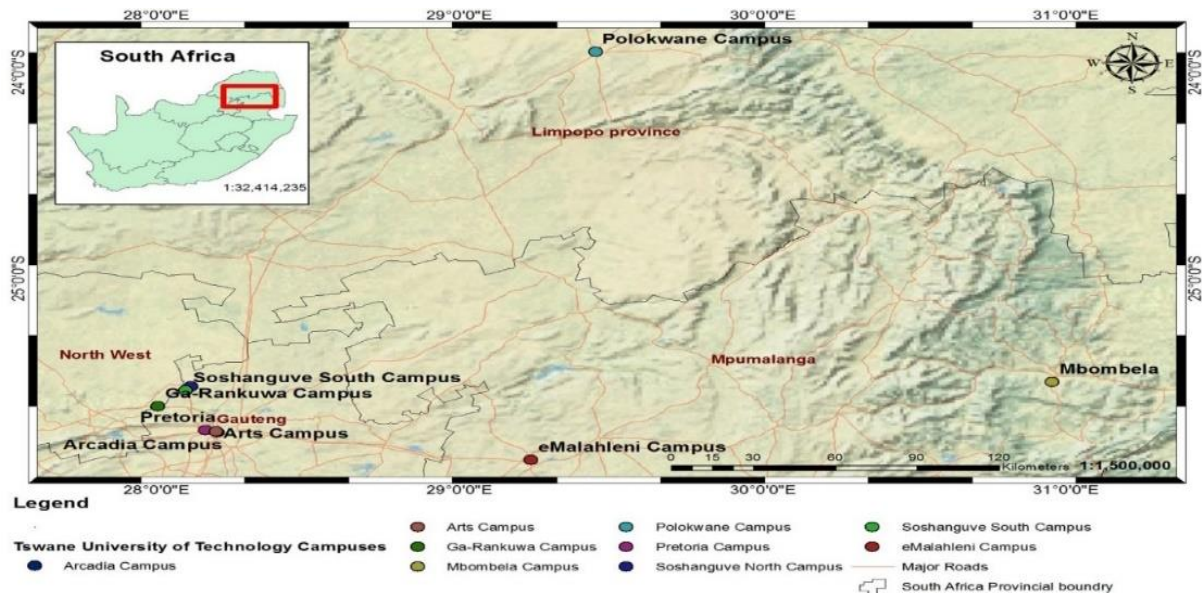 28°0'0"E 29°0'0"E 30°0'0"E 31°0'0"E
South Africa
1:32,414,235
Polokwane Campus
N
W E
S
24°0'0"S 24°0'0"S
Limpopo province
25°0'0"S 25°0'0"S
North West
Mpumalanga
Soshanguve South Campus
Mbombela
Ga-Rankuwa Campus
Pretoria Gauteng
Arts Campus
Arcadia Campus
eMalahleni Campus
0 15 30 60 90 120
Kilometers 1:1,500,000
28°0'0"E 29°0'0"E 30°0'0"E 31°0'0"E
Legend
Tswane University of Technology Campuses
Arcadia Campus
Arts Campus
Ga-Rankuwa Campus
Mbombela Campus
Polokwane Campus
Pretoria Campus
Soshanguve North Campus
Soshanguve South Campus
eMalahleni Campus
Major Roads
South Africa Provincial boundry